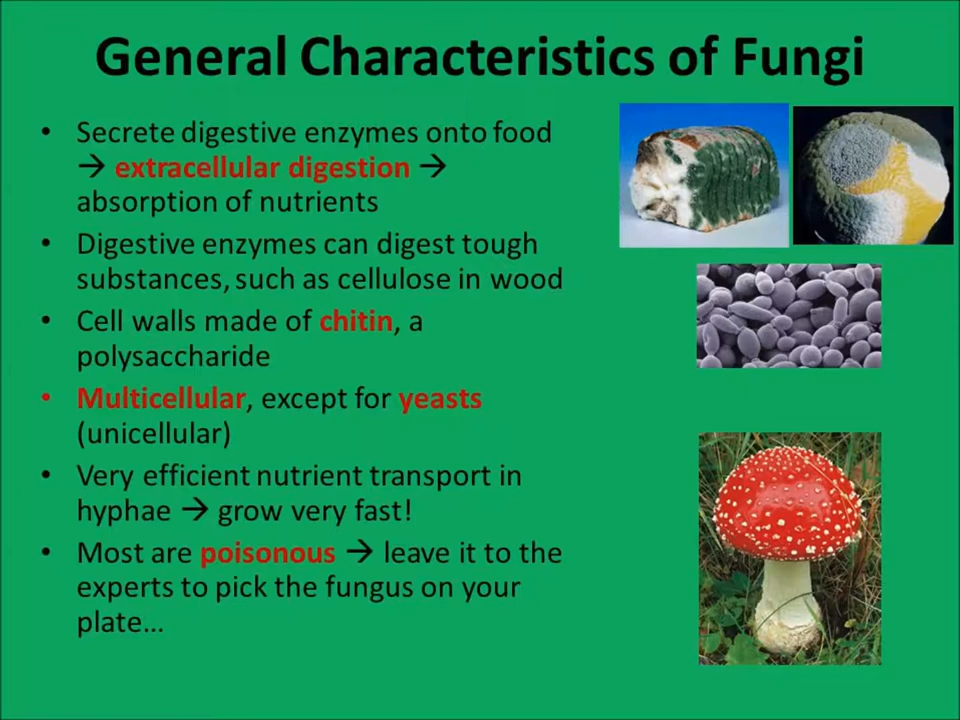 General Characteristics of Fungi
• Secrete digestive enzymes onto food
→ extracellular digestion →
absorption of nutrients
• Digestive enzymes can digest tough
substances, such as cellulose in wood
• Cell walls made of chitin, a
polysaccharide
• Multicellular, except for yeasts
(unicellular)
• Very efficient nutrient transport in
hyphae → grow very fast!
• Most are poisonous → leave it to the
experts to pick the fungus on your
plate…